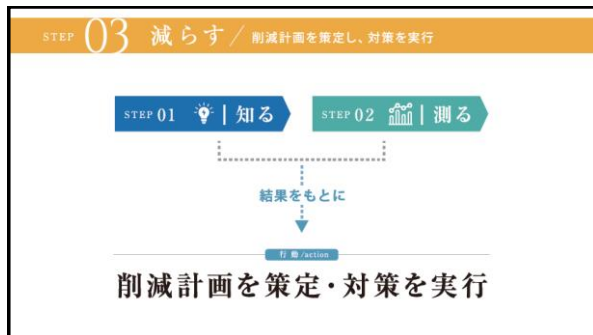 STEP 03 減らす / 削減計画を策定し、対策を実行
STEP 01 | 知る
STEP 02 | 測る
結果をもとに
行動/action
削減計画を策定・対策を実行